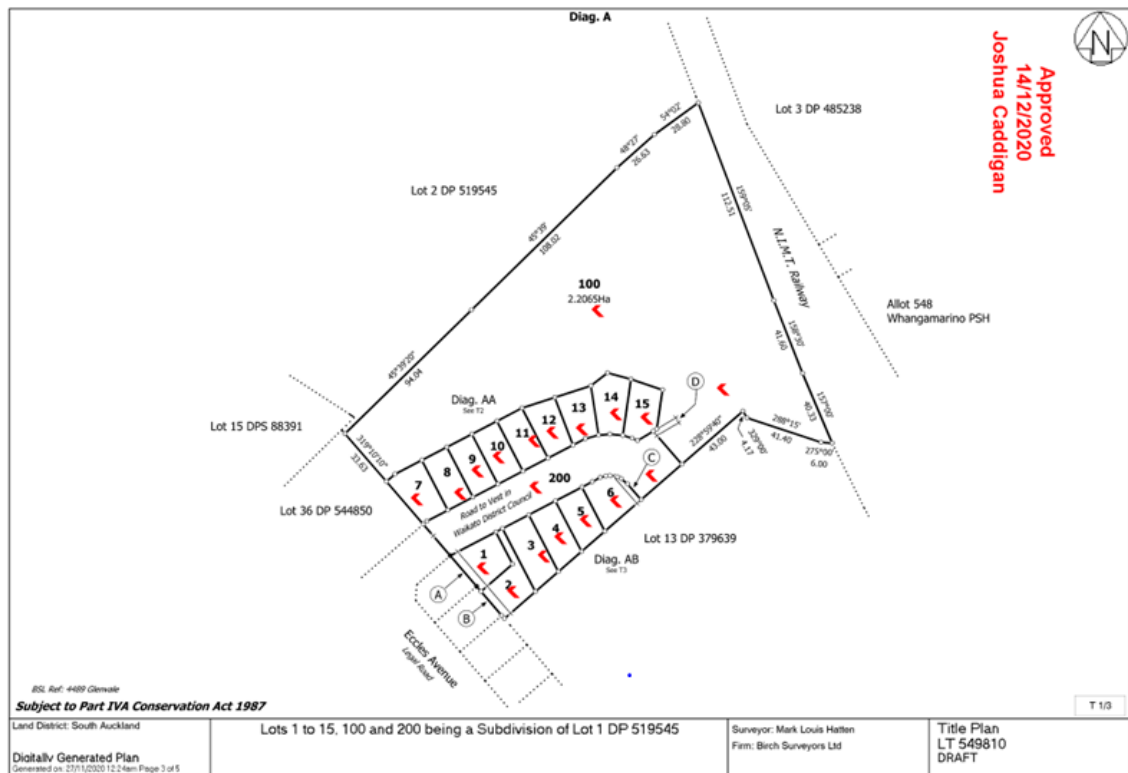 Diag. A
N
Approved
14/12/2020
Joshua Caddigan
Lot 3 DP 485238
54°02'
28.80
48°27'
26.63
Lot 2 DP 519545
45°39'
108.02
159°05'
112.51
N.I.M.T. Railway
100
2.2065Ha
Allot 548
Whangamarino PSH
158°30'
41.60
45°39'20"
94.04
157°00'
40.33
Diag. AA
See T2
D
Lot 15 DPS 88391
319°10'10"
33.63
7
8
9
10
11
12
13
14
15
228°59'40"
43.00
288°15'
41.40
329°00'
4.17
275°00'
6.00
C
200
Road to Vest in
Waikato District Council
Lot 36 DP 544850
1
2
3
4
5
6
Lot 13 DP 379639
Diag. AB
See T3
A
B
Eccles Avenue
Legal Road
BSL Ref: 4489 Glenvale
Subject to Part IVA Conservation Act 1987
T 1/3
Land District: South Auckland
Digitally Generated Plan
Generated on: 27/11/2020 12:24am Page 3 of 5
Lots 1 to 15, 100 and 200 being a Subdivision of Lot 1 DP 519545
Surveyor: Mark Louis Hatten
Firm: Birch Surveyors Ltd
Title Plan
LT 549810
DRAFT